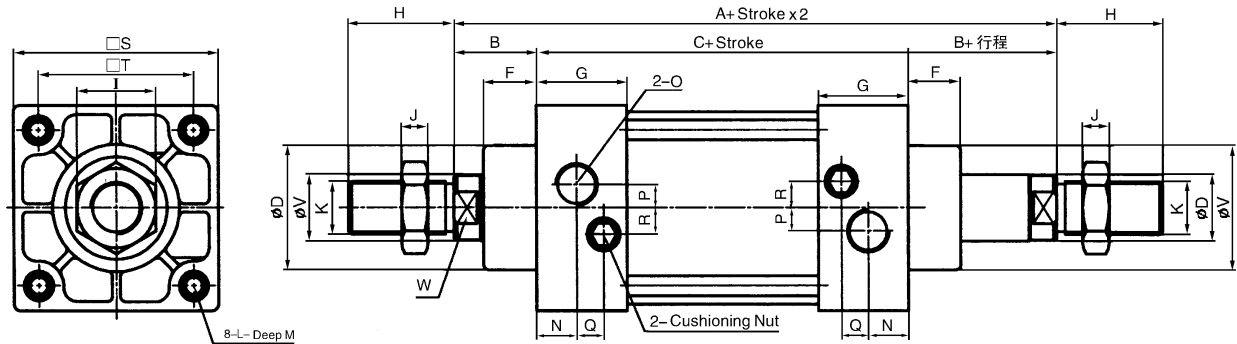 H
A+ Stroke x 2
H
□S
B
C+Stroke
B+ 行程
□T
F
G
2-O
G
F
I
J
J
øD
øV
K
P
R
R
P
K
øD
øV
W
8-L- Deep M
N
Q
2- Cushioning Nut
Q
N